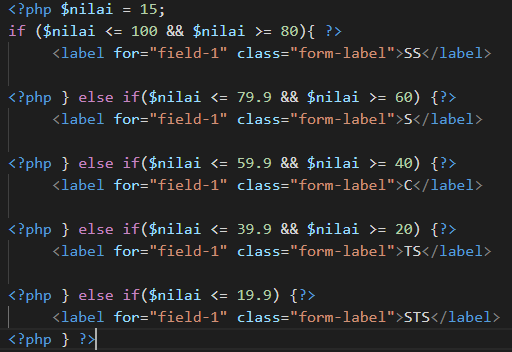 <?php $nilai = 15;
if ($nilai <= 100 && $nilai >= 80){ ?>
<label for="field-1" class="form-label">SS</label>
<?php } else if($nilai <= 79.9 && $nilai >= 60) {?>
<label for="field-1" class="form-label">S</label>
<?php } else if($nilai <= 59.9 && $nilai >= 40) {?>
<label for="field-1" class="form-label">C</label>
<?php } else if($nilai <= 39.9 && $nilai >= 20) {?>
<label for="field-1" class="form-label">TS</label>
<?php } else if($nilai <= 19.9) {?>
<label for="field-1" class="form-label">STS</label>
<?php } ?>